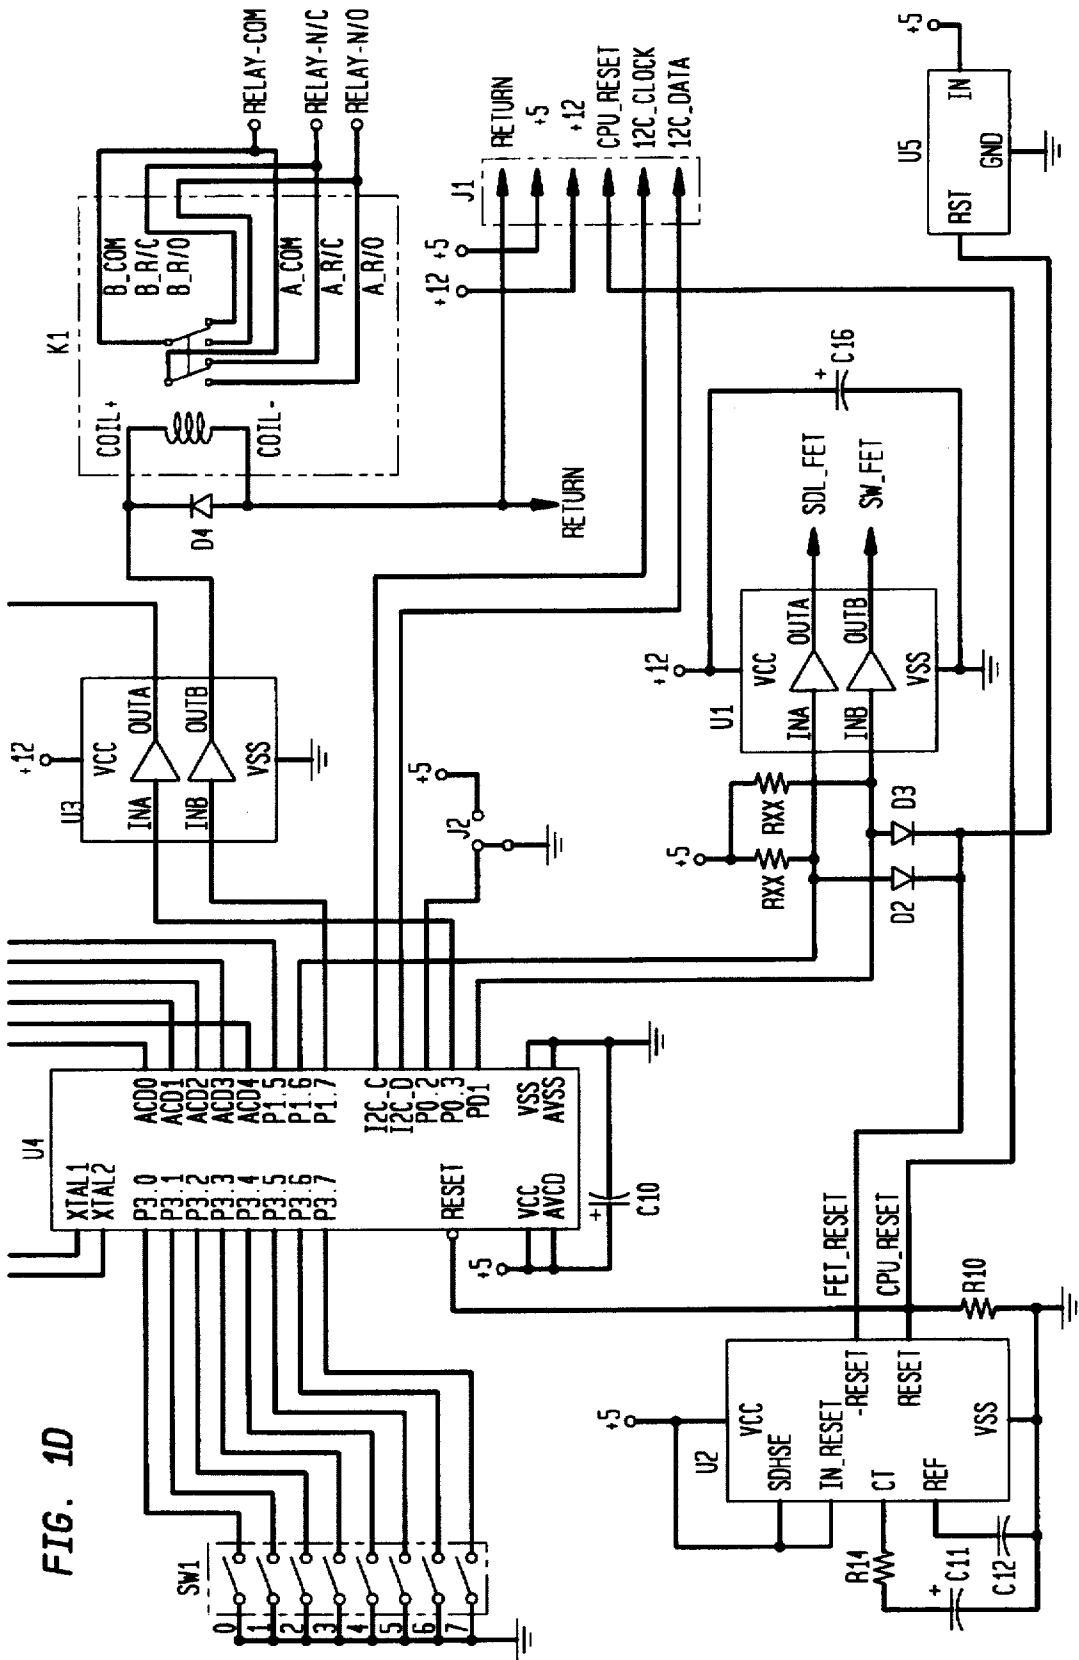 FIG. 1D
SW1
0
1
2
3
4
5
6
7
U4
XTAL1
XTAL2
P3.0
P3.1
P3.2
P3.3
P3.4
P3.5
P3.6
P3.7
RESET
VCC
AVCD
ACD0
ACD1
ACD2
ACD3
ACD4
P1.5
P1.6
P1.7
I2C_C
I2C_D
P0.2
P0.3
PD1
VSS
AVSS
+5
+
C10
U3
+12
VCC
INA
OUTA
INB
OUTB
VSS
J2
+5
K1
COIL+
COIL-
D4
B_COM
B_R/C
B_R/O
A_COM
A_R/C
A_R/O
RELAY-COM
RELAY-N/C
RELAY-N/O
RETURN
J1
+12
+5
RETURN
+5
+12
CPU_RESET
12C_CLOCK
12C_DATA
U2
+5
VCC
SDHSE
IN_RESET
CT
REF
-RESET
RESET
VSS
R14
+
C11
C12
FET_RESET
CPU_RESET
R10
U1
+12
VCC
INA
OUTA
INB
OUTB
VSS
+5
RXX
RXX
D2
D3
SDL_FET
SW_FET
+
C16
U5
+5
IN
RST
GND